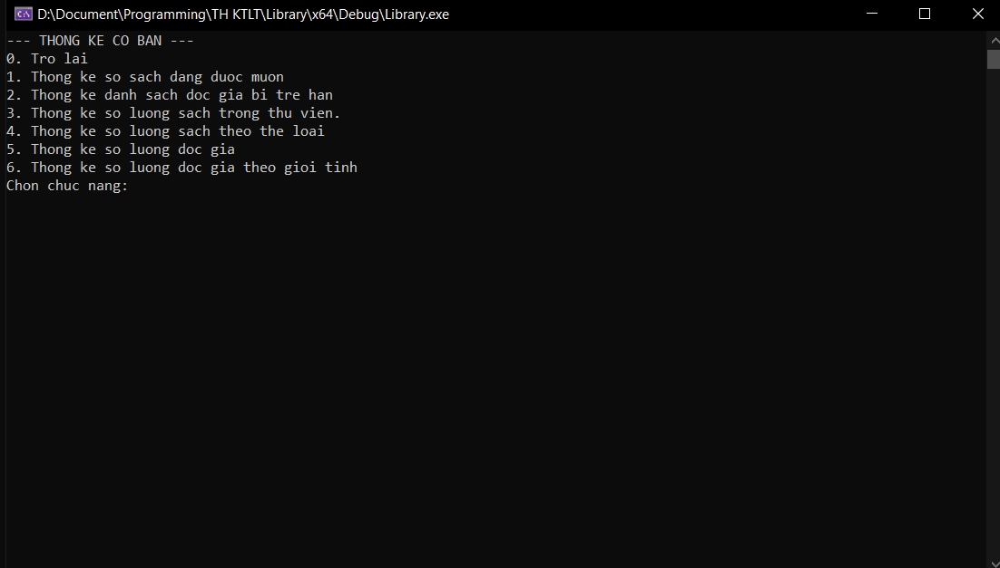 D:\Document\Programming\TH KTLT\Library\x64\Debug\Library.exe
--- THONG KE CO BAN ---
0. Tro lai
1. Thong ke so sach dang duoc muon
2. Thong ke danh sach doc gia bi tre han
3. Thong ke so luong sach trong thu vien.
4. Thong ke so luong sach theo the loai
5. Thong ke so luong doc gia
6. Thong ke so luong doc gia theo gioi tinh
Chon chuc nang: